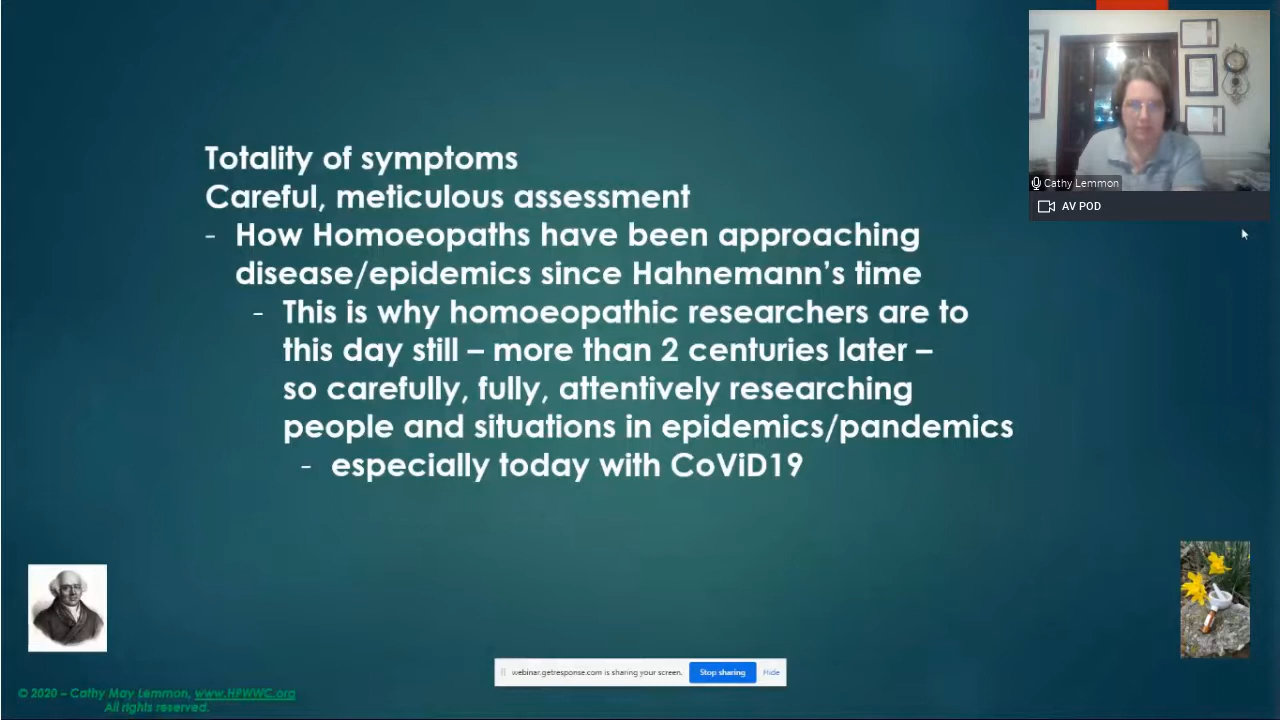 Totality of symptoms
Careful, meticulous assessment
- How Homoeopaths have been approaching
disease/epidemics since Hahnemann's time
- This is why homoeopathic researchers are to
this day still – more than 2 centuries later –
so carefully, fully, attentively researching
people and situations in epidemics/pandemics
- especially today with CoViD19
Cathy Lemmon
AV POD
webinar.getresponse.com is sharing your screen.
Stop sharing
Hide
© 2020 – Cathy May Lemmon, www.HPWWC.org
All rights reserved.